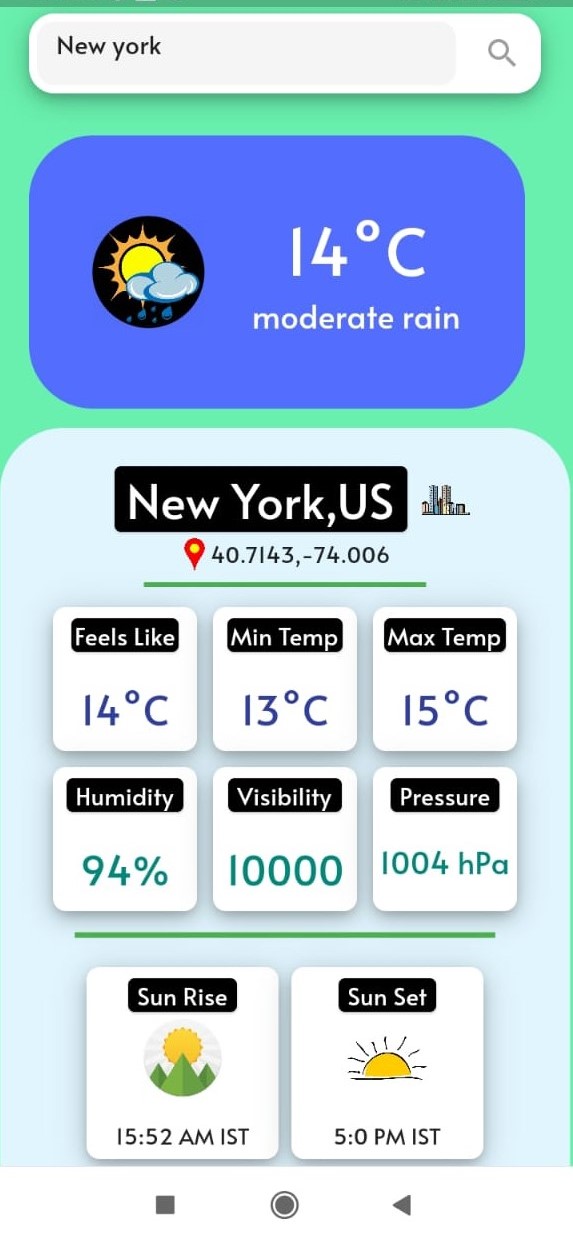 New york
14°C
moderate rain
New York,US
40.7143,-74.006
Feels Like
Min Temp
Max Temp
14°C
13°C
15°C
Humidity
Visibility
Pressure
94%
10000
1004 hPa
Sun Rise
Sun Set
15:52 AM IST
5:0 PM IST